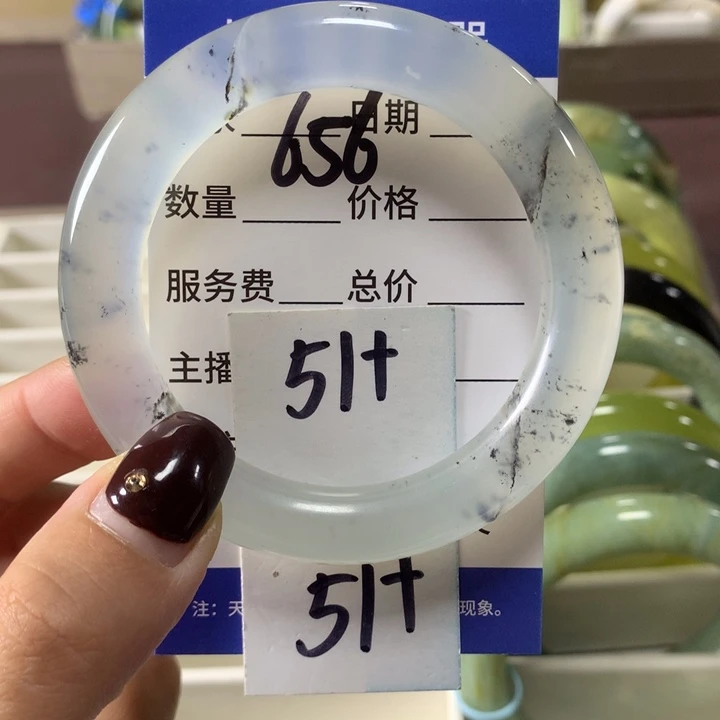 656 日期
数量 价格
服务费 总价
主播
51+
51+
注：天 现象。